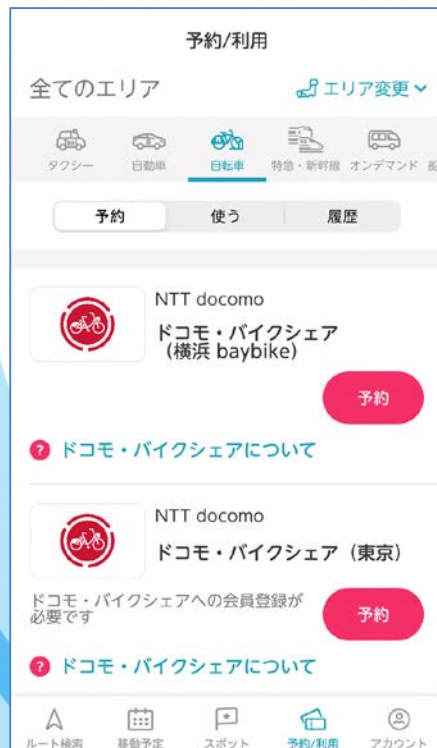 予約/利用
全てのエリア
エリア変更
タクシー 自動車 自転車 特急・新幹線 オンデマンド 船
予約 使う 履歴
NTT docomo
ドコモ・バイクシェア
(横浜 baybike)
予約
? ドコモ・バイクシェアについて
NTT docomo
ドコモ・バイクシェア (東京)
ドコモ・バイクシェアへの会員登録が
必要です
予約
? ドコモ・バイクシェアについて
ルート検索 移動予定 スポット 予約/利用 アカウント